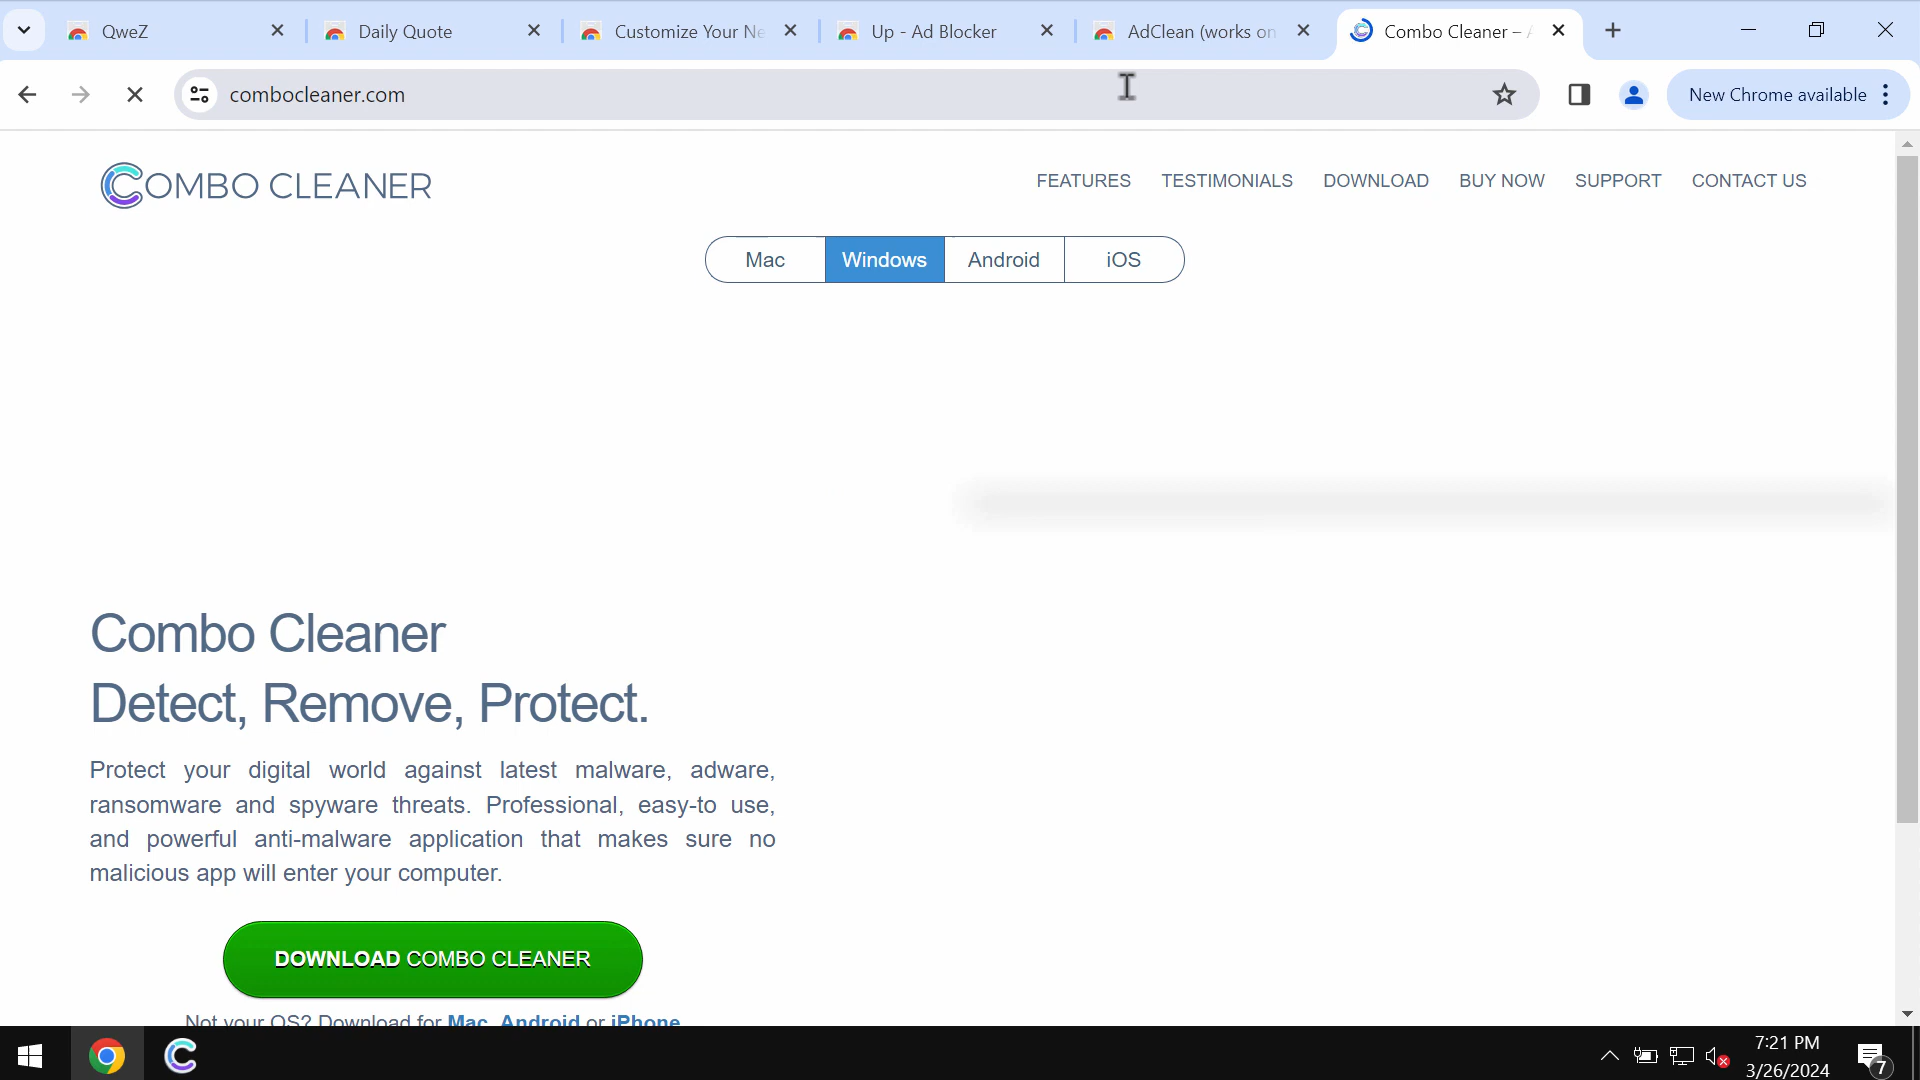 QweZ
Daily Quote
Customize Your Ne
Up - Ad Blocker
AdClean (works on
Combo Cleaner –
combocleaner.com
New Chrome available
COMBO CLEANER
FEATURES
TESTIMONIALS
DOWNLOAD
BUY NOW
SUPPORT
CONTACT US
Mac
Windows
Android
iOS
Combo Cleaner
Detect, Remove, Protect.
Protect your digital world against latest malware, adware,
ransomware and spyware threats. Professional, easy-to use,
and powerful anti-malware application that makes sure no
malicious app will enter your computer.
DOWNLOAD COMBO CLEANER
Not your OS? Download for Mac, Android or iPhone
7:21 PM
3/26/2024
7